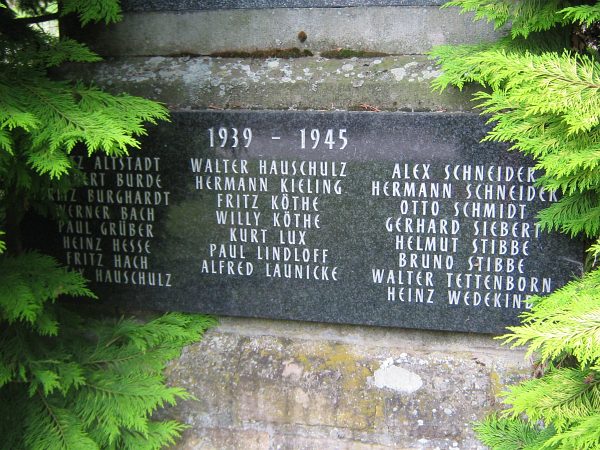 1939 - 1945
ALTSTADT
BURDE
FRITZ BURGHARDT
WERNER BACH
PAUL GRÜBER
HEINZ HESSE
FRITZ HACH
HAUSCHULZ
WALTER HAUSCHULZ
HERMANN KIELING
FRITZ KÖTHE
WILLY KÖTHE
KURT LUX
PAUL LINDLOFF
ALFRED LAUNICKE
ALEX SCHNEIDER
HERMANN SCHNEIDER
OTTO SCHMIDT
GERHARD SIEBERT
HELMUT STIBBE
BRUNO STIBBE
WALTER TETTENBORN
HEINZ WEDEKIND